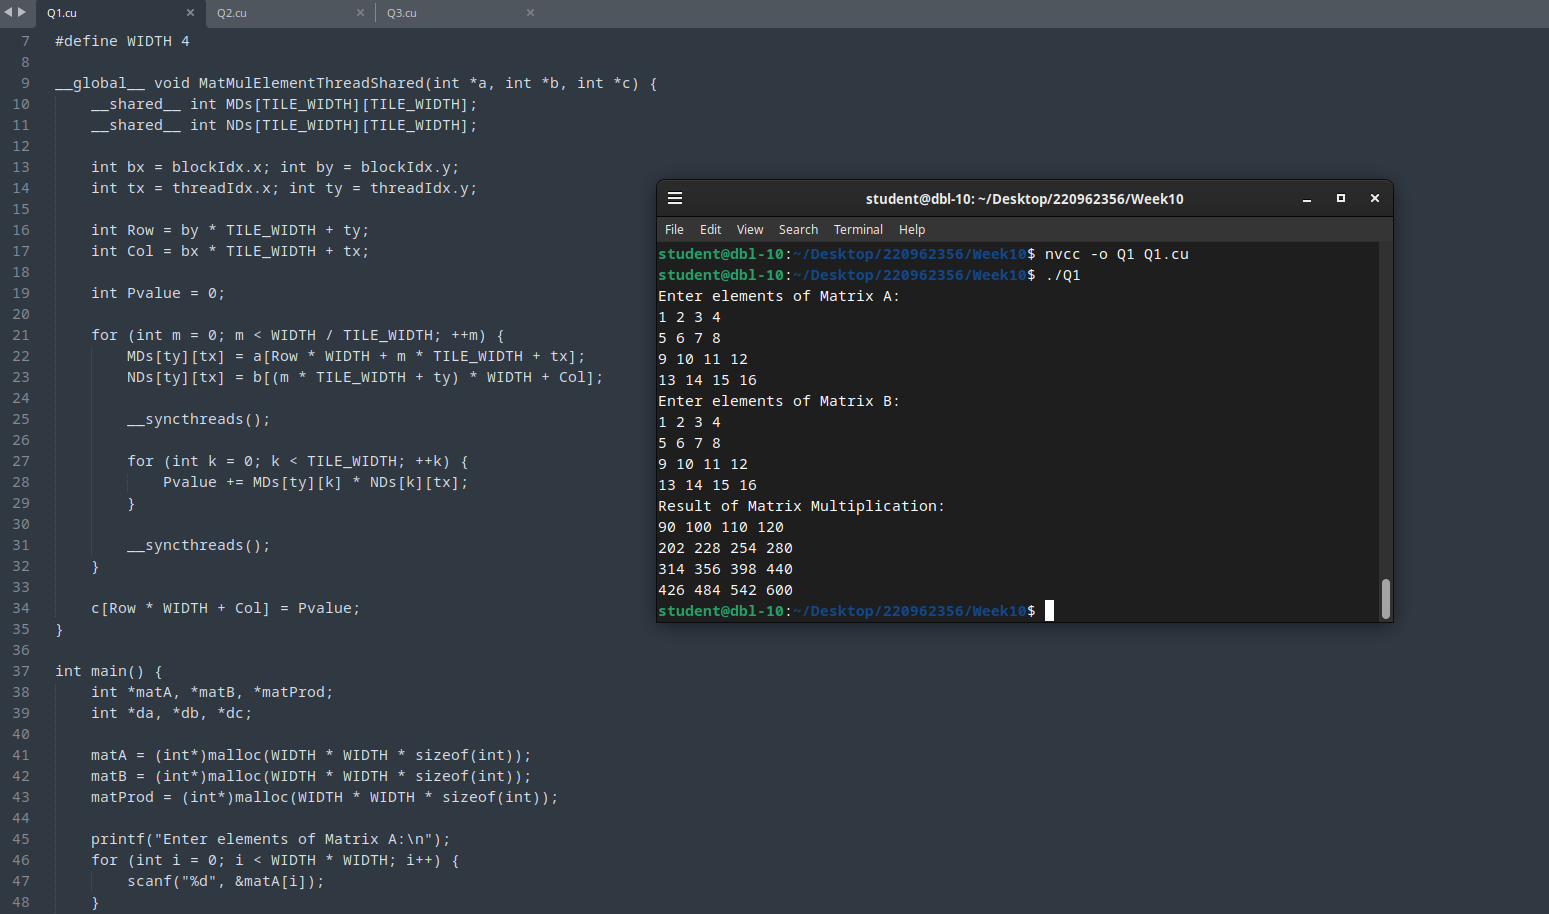 Q1.cu
Q2.cu
Q3.cu
7 #define WIDTH 4
8
9 __global__ void MatMulElementThreadShared(int *a, int *b, int *c) {
10 __shared__ int MDs[TILE_WIDTH][TILE_WIDTH];
11 __shared__ int NDs[TILE_WIDTH][TILE_WIDTH];
12
13 int bx = blockIdx.x; int by = blockIdx.y;
14 int tx = threadIdx.x; int ty = threadIdx.y;
15
16 int Row = by * TILE_WIDTH + ty;
17 int Col = bx * TILE_WIDTH + tx;
18
19 int Pvalue = 0;
20
21 for (int m = 0; m < WIDTH / TILE_WIDTH; ++m) {
22 MDs[ty][tx] = a[Row * WIDTH + m * TILE_WIDTH + tx];
23 NDs[ty][tx] = b[(m * TILE_WIDTH + ty) * WIDTH + Col];
24
25 __syncthreads();
26
27 for (int k = 0; k < TILE_WIDTH; ++k) {
28 Pvalue += MDs[ty][k] * NDs[k][tx];
29 }
30
31 __syncthreads();
32 }
33
34 c[Row * WIDTH + Col] = Pvalue;
35 }
36
37 int main() {
38 int *matA, *matB, *matProd;
39 int *da, *db, *dc;
40
41 matA = (int*)malloc(WIDTH * WIDTH * sizeof(int));
42 matB = (int*)malloc(WIDTH * WIDTH * sizeof(int));
43 matProd = (int*)malloc(WIDTH * WIDTH * sizeof(int));
44
45 printf("Enter elements of Matrix A:\n");
46 for (int i = 0; i < WIDTH * WIDTH; i++) {
47 scanf("%d", &matA[i]);
48 }
student@dbl-10: ~/Desktop/220962356/Week10
File Edit View Search Terminal Help
student@dbl-10:~/Desktop/220962356/Week10$ nvcc -o Q1 Q1.cu
student@dbl-10:~/Desktop/220962356/Week10$ ./Q1
Enter elements of Matrix A:
1 2 3 4
5 6 7 8
9 10 11 12
13 14 15 16
Enter elements of Matrix B:
1 2 3 4
5 6 7 8
9 10 11 12
13 14 15 16
Result of Matrix Multiplication:
90 100 110 120
202 228 254 280
314 356 398 440
426 484 542 600
student@dbl-10:~/Desktop/220962356/Week10$